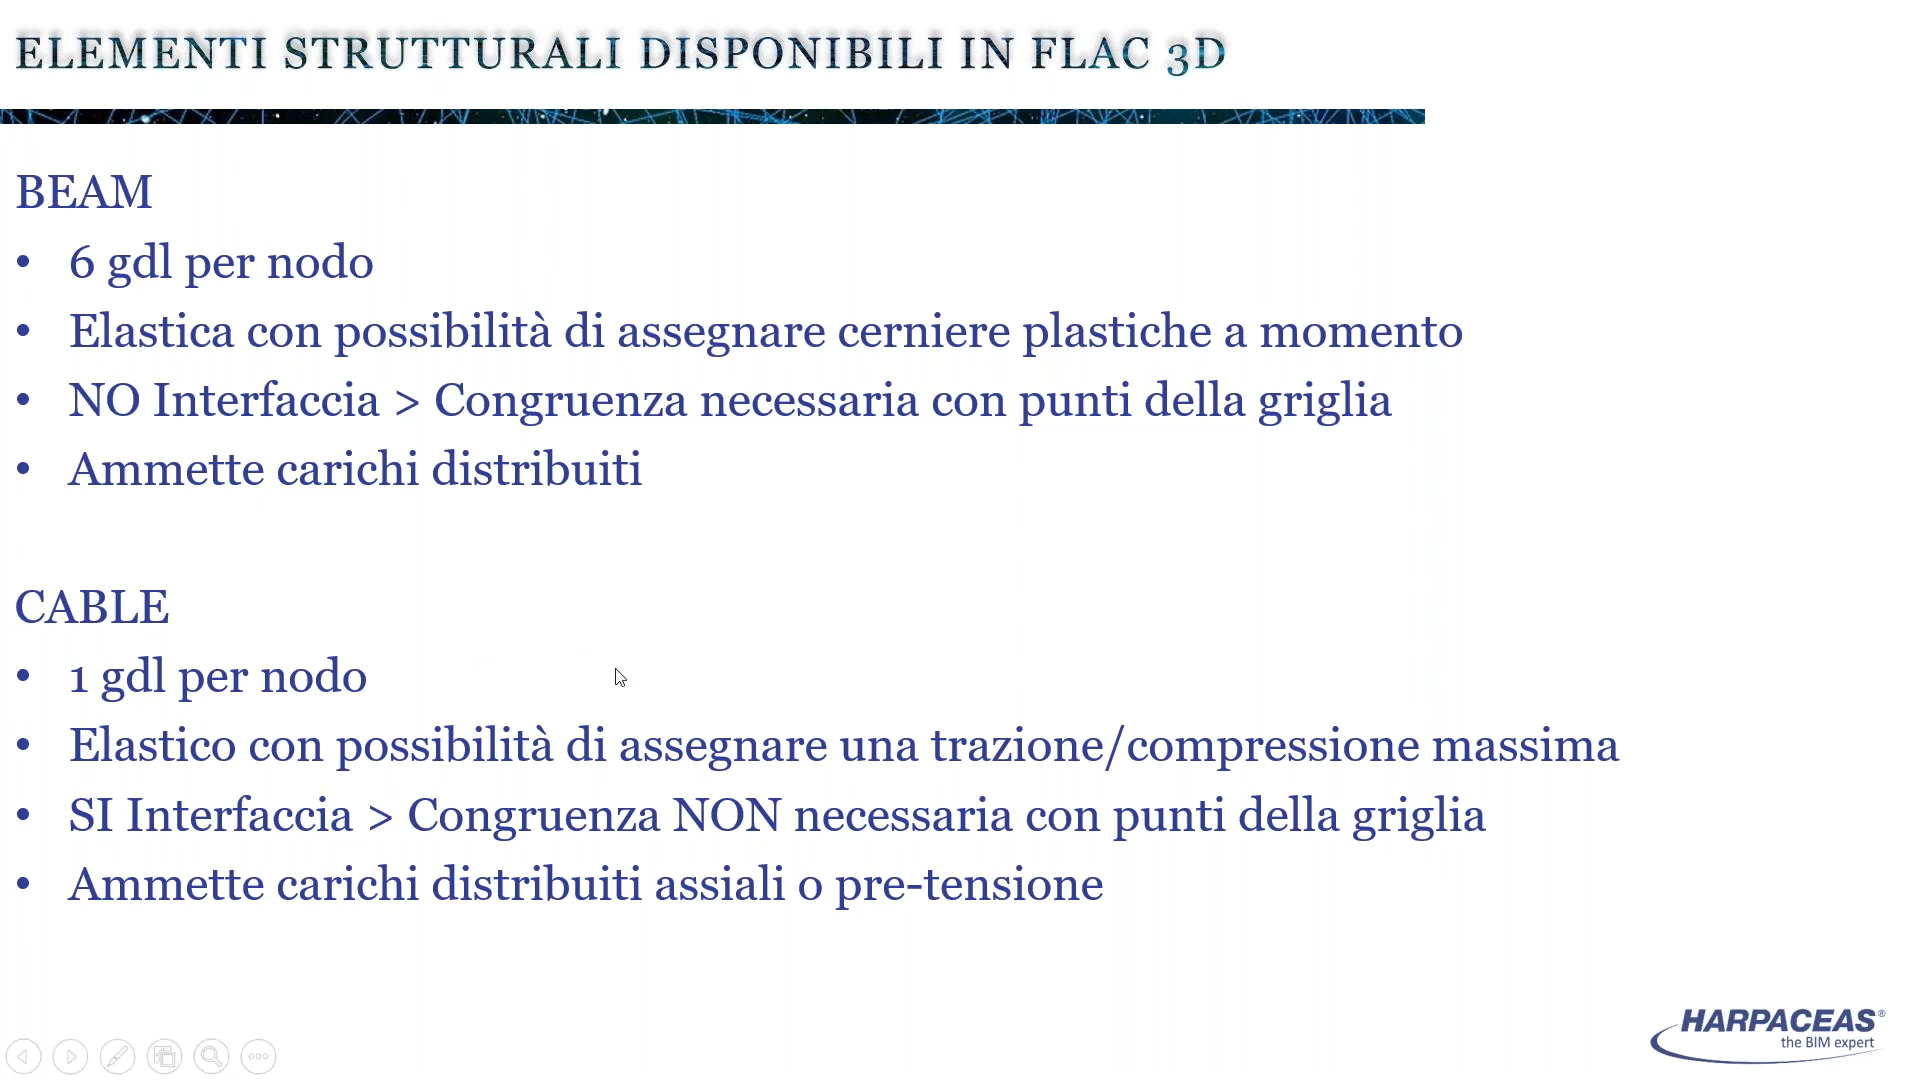 ELEMENTI STRUTTURALI DISPONIBILI IN FLAC 3D
BEAM
• 6 gdl per nodo
• Elastica con possibilità di assegnare cerniere plastiche a momento
• NO Interfaccia > Congruenza necessaria con punti della griglia
• Ammette carichi distribuiti
CABLE
• 1 gdl per nodo
• Elastico con possibilità di assegnare una trazione/compressione massima
• SI Interfaccia > Congruenza NON necessaria con punti della griglia
• Ammette carichi distribuiti assiali o pre-tensione
HARPACEAS®
the BIM expert